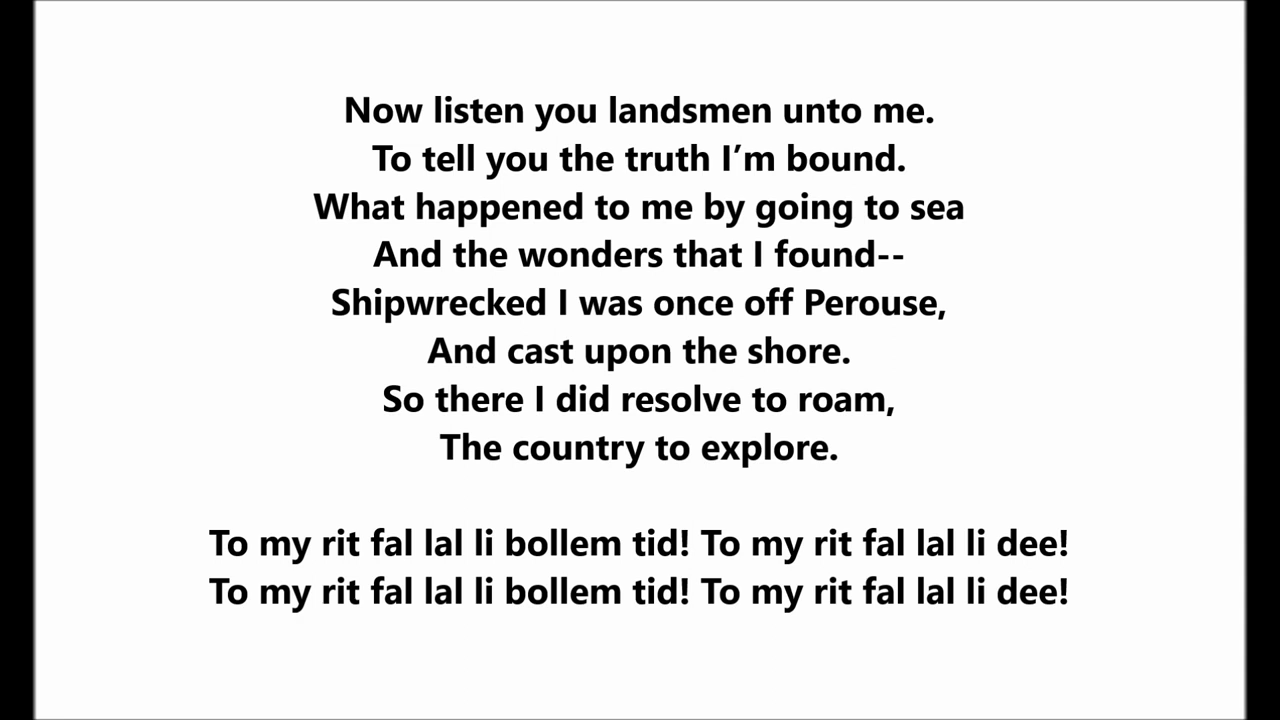 Now listen you landsmen unto me.
To tell you the truth I’m bound.
What happened to me by going to sea
And the wonders that I found--
Shipwrecked I was once off Perouse,
And cast upon the shore.
So there I did resolve to roam,
The country to explore.
To my rit fal lal li bollem tid! To my rit fal lal li dee!
To my rit fal lal li bollem tid! To my rit fal lal li dee!